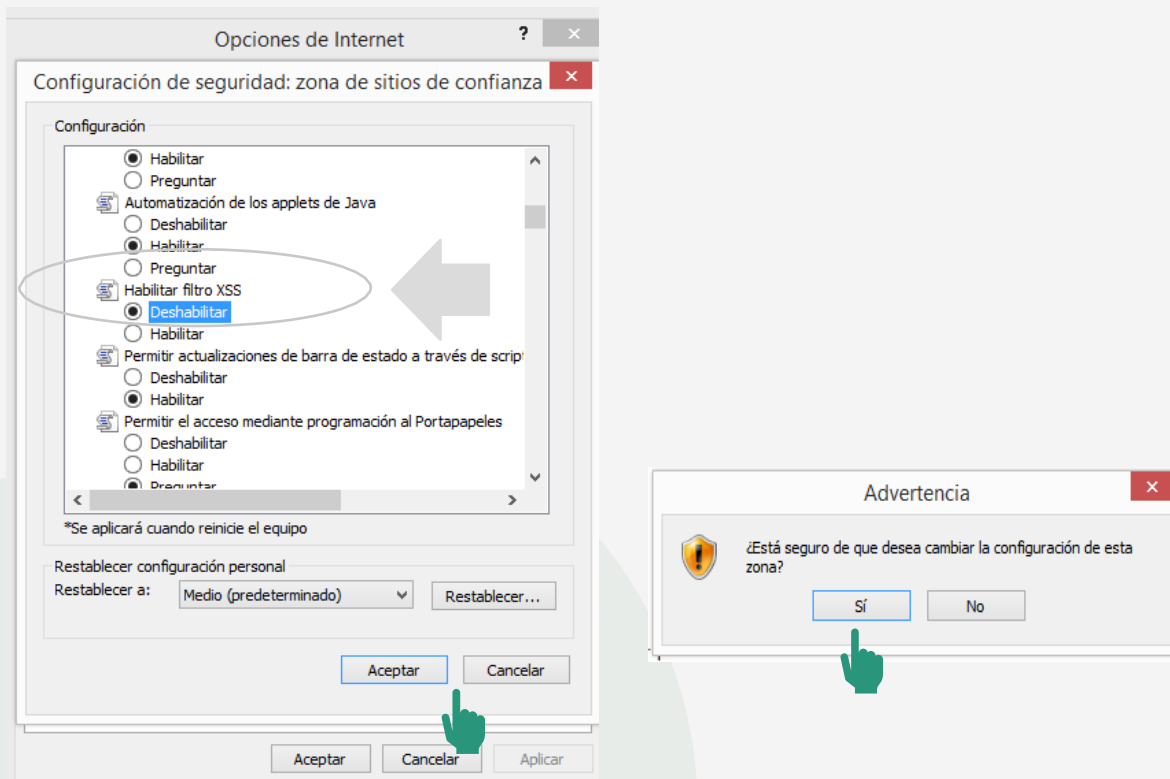 Opciones de Internet
?
Configuración de seguridad: zona de sitios de confianza
Configuración
Habilitar
Preguntar
Automatización de los applets de Java
Deshabilitar
Habilitar
Preguntar
Habilitar filtro XSS
Deshabilitar
Habilitar
Permitir actualizaciones de barra de estado a través de script
Deshabilitar
Habilitar
Permitir el acceso mediante programación al Portapapeles
Deshabilitar
Habilitar
Preguntar
*Se aplicará cuando reinicie el equipo
Restablecer configuración personal
Restablecer a:
Medio (predeterminado)
Restablecer...
Aceptar
Cancelar
Aceptar
Cancelar
Aplicar
Advertencia
¿Está seguro de que desea cambiar la configuración de esta
zona?
Sí
No